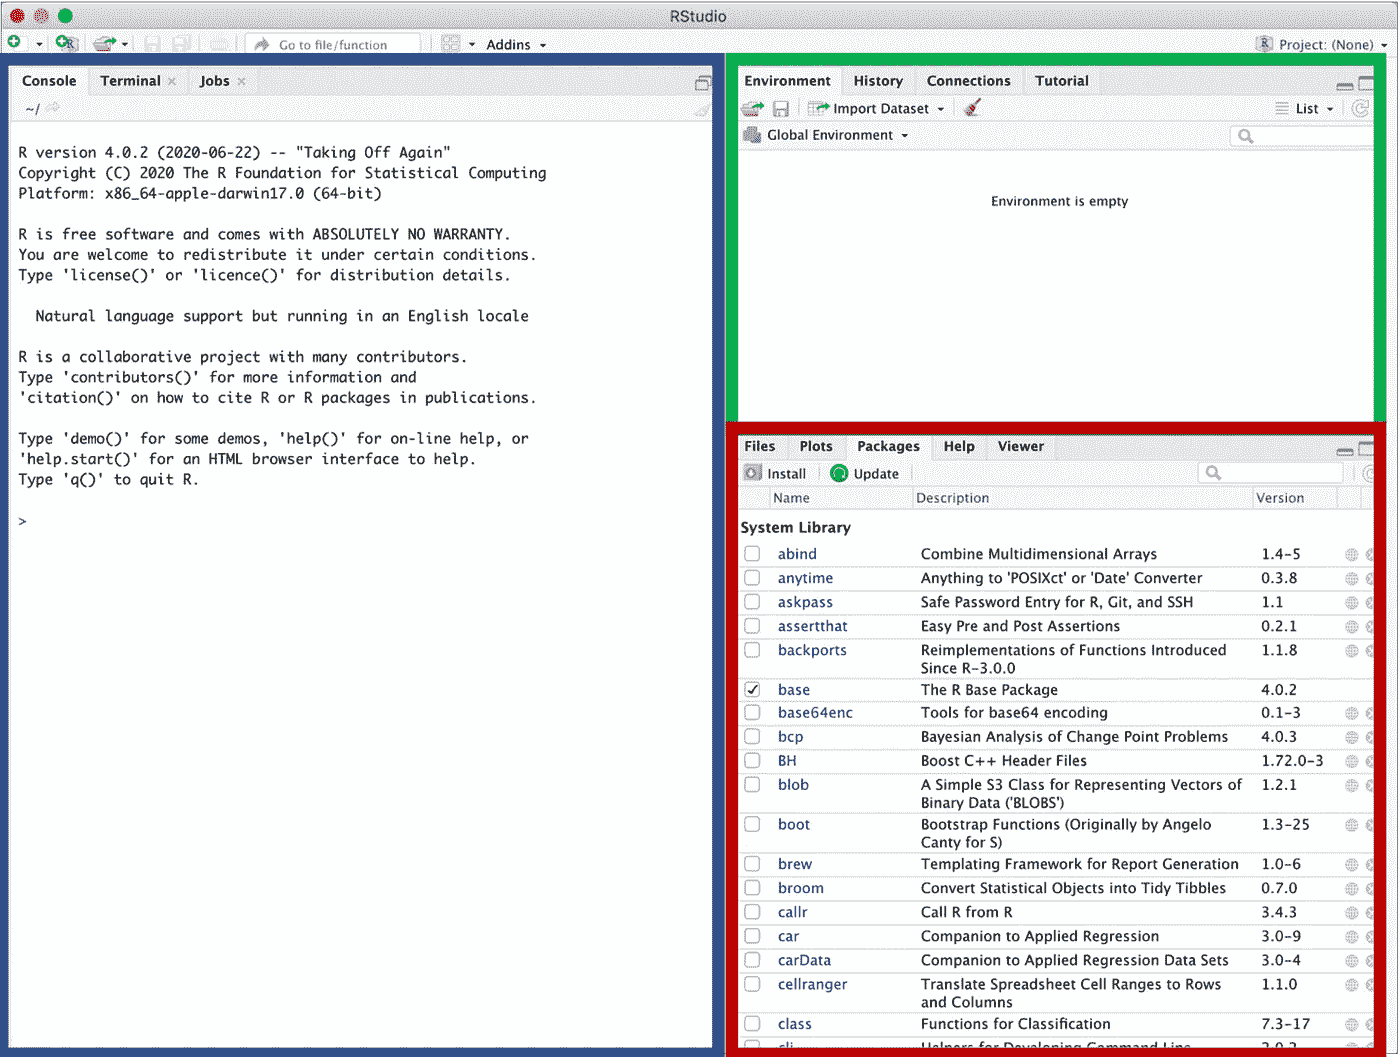 RStudio
Go to file/function
Addins
Project: (None)
Console
Terminal
Jobs
~/
R version 4.0.2 (2020-06-22) -- "Taking Off Again"
Copyright (C) 2020 The R Foundation for Statistical Computing
Platform: x86_64-apple-darwin17.0 (64-bit)
R is free software and comes with ABSOLUTELY NO WARRANTY.
You are welcome to redistribute it under certain conditions.
Type 'license()' or 'licence()' for distribution details.
Natural language support but running in an English locale
R is a collaborative project with many contributors.
Type 'contributors()' for more information and
'citation()' on how to cite R or R packages in publications.
Type 'demo()' for some demos, 'help()' for on-line help, or
'help.start()' for an HTML browser interface to help.
Type 'q()' to quit R.
>
Environment History Connections Tutorial
Import Dataset List
Global Environment
Environment is empty
Files Plots Packages Help Viewer
Install Update
Name Description Version
System Library
abind Combine Multidimensional Arrays 1.4-5
anytime Anything to 'POSIXct' or 'Date' Converter 0.3.8
askpass Safe Password Entry for R, Git, and SSH 1.1
assertthat Easy Pre and Post Assertions 0.2.1
backports Reimplementations of Functions Introduced 1.1.8
Since R-3.0.0
base The R Base Package 4.0.2
base64enc Tools for base64 encoding 0.1-3
bcp Bayesian Analysis of Change Point Problems 4.0.3
BH Boost C++ Header Files 1.72.0-3
blob A Simple S3 Class for Representing Vectors of 1.2.1
Binary Data ('BLOBS')
boot Bootstrap Functions (Originally by Angelo 1.3-25
Canty for S)
brew Templating Framework for Report Generation 1.0-6
broom Convert Statistical Objects into Tidy Tibbles 0.7.0
callr Call R from R 3.4.3
car Companion to Applied Regression 3.0-9
carData Companion to Applied Regression Data Sets 3.0-4
cellranger Translate Spreadsheet Cell Ranges to Rows 1.1.0
and Columns
class Functions for Classification 7.3-17
cli Helpers for Developing Command Line